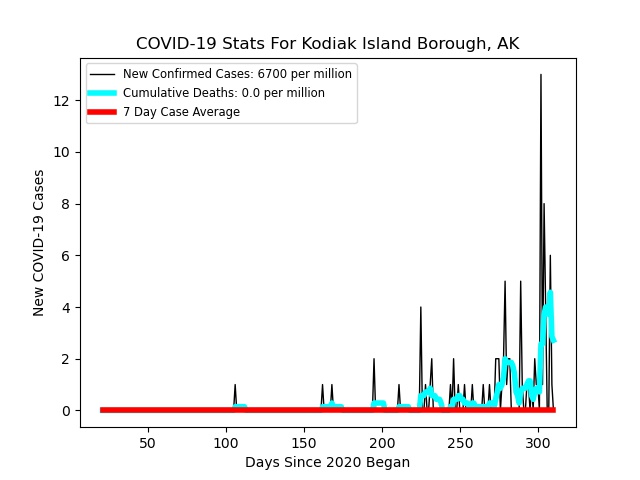 COVID-19 Stats For Kodiak Island Borough, AK
New Confirmed Cases: 6700 per million
Cumulative Deaths: 0.0 per million
7 Day Case Average
New COVID-19 Cases
12
10
8
6
4
2
0
50 100 150 200 250 300
Days Since 2020 Began